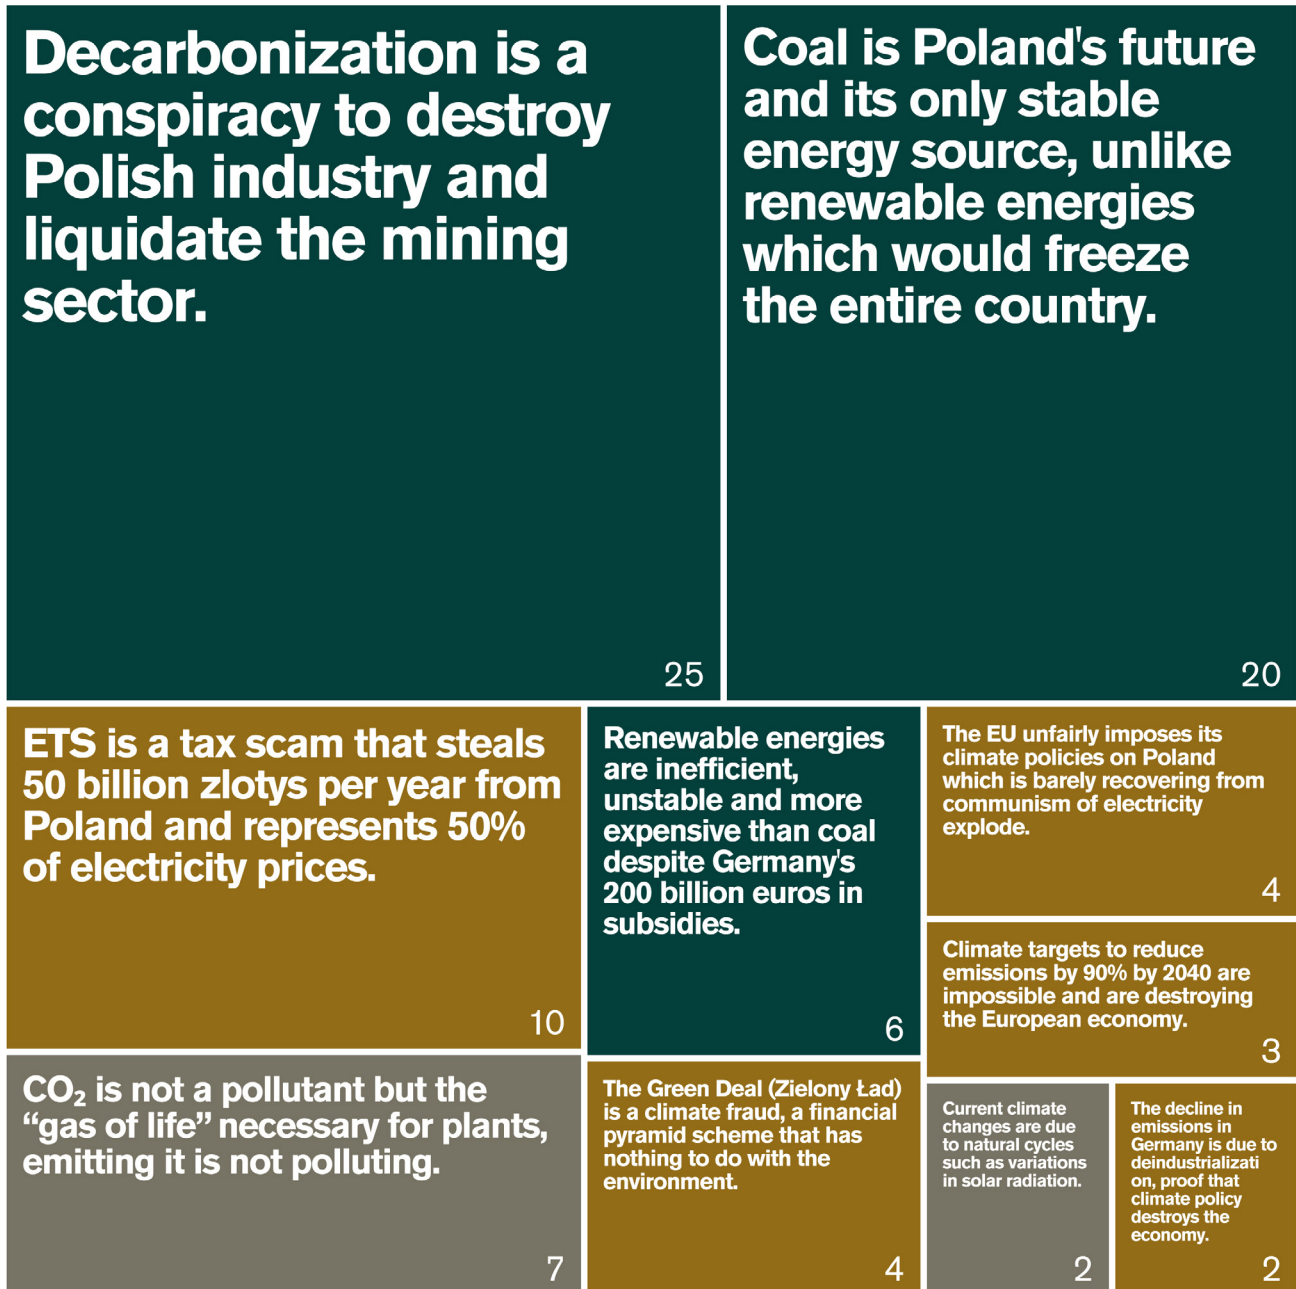 Decarbonization is a
conspiracy to destroy
Polish industry and
liquidate the mining
sector.
25
Coal is Poland's future
and its only stable
energy source, unlike
renewable energies
which would freeze
the entire country.
20
ETS is a tax scam that steals
50 billion zlotys per year from
Poland and represents 50%
of electricity prices.
10
Renewable energies
are inefficient,
unstable and more
expensive than coal
despite Germany's
200 billion euros in
subsidies.
6
The EU unfairly imposes its
climate policies on Poland
which is barely recovering from
communism of electricity
explode.
4
Climate targets to reduce
emissions by 90% by 2040 are
impossible and are destroying
the European economy.
3
CO₂ is not a pollutant but the
“gas of life” necessary for plants,
emitting it is not polluting.
7
The Green Deal (Zielony Ład)
is a climate fraud, a financial
pyramid scheme that has
nothing to do with the
environment.
4
Current climate
changes are due
to natural cycles
such as variations
in solar radiation.
2
The decline in
emissions in
Germany is due to
deindustrializati
on, proof that
climate policy
destroys the
economy.
2